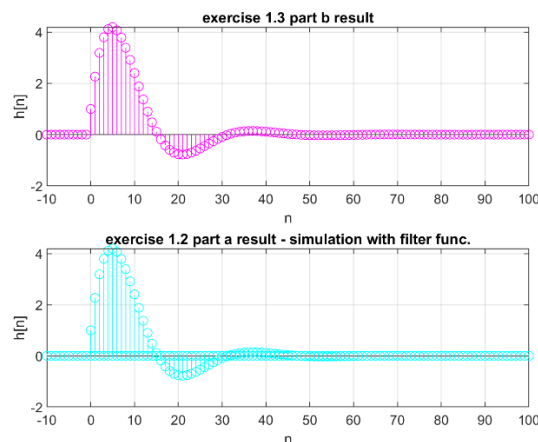 exercise 1.3 part b result
h[n]
4
2
0
-2
-10 0 10 20 30 40 50 60 70 80 90 100
n
exercise 1.2 part a result - simulation with filter func.
h[n]
4
2
0
-2
-10 0 10 20 30 40 50 60 70 80 90 100
n